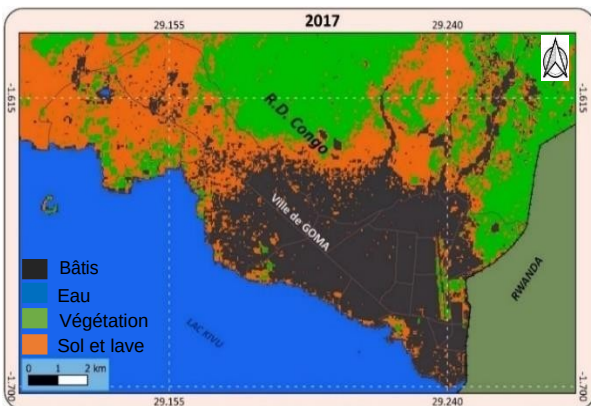 2017
29.155
29.240
-1.615
-1.615
R.D. Congo
Ville de GOMA
RWANDA
LAC KIVU
Bâtis
Eau
Végétation
Sol et lave
0 1 2 km
-1.700
-1.700
29.155
29.240